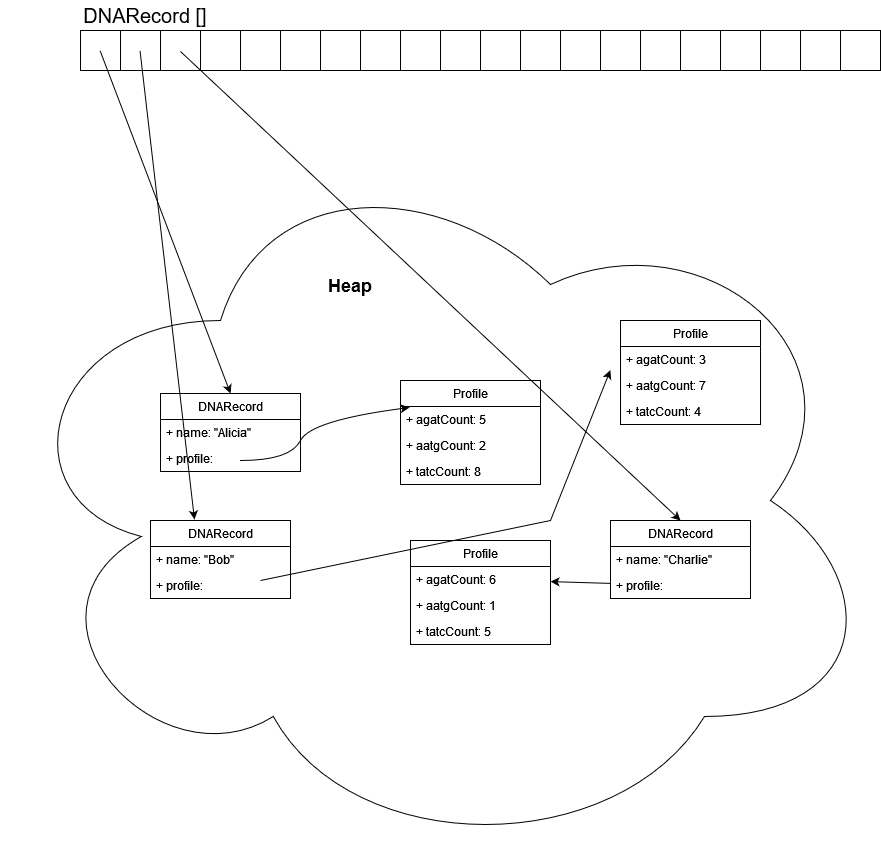 DNARecord []
Heap
Profile
+ agatCount: 3
+ aatgCount: 7
+ tatcCount: 4
DNARecord
+ name: "Alicia"
+ profile:
Profile
+ agatCount: 5
+ aatgCount: 2
+ tatcCount: 8
DNARecord
+ name: "Bob"
+ profile:
Profile
+ agatCount: 6
+ aatgCount: 1
+ tatcCount: 5
DNARecord
+ name: "Charlie"
+ profile: